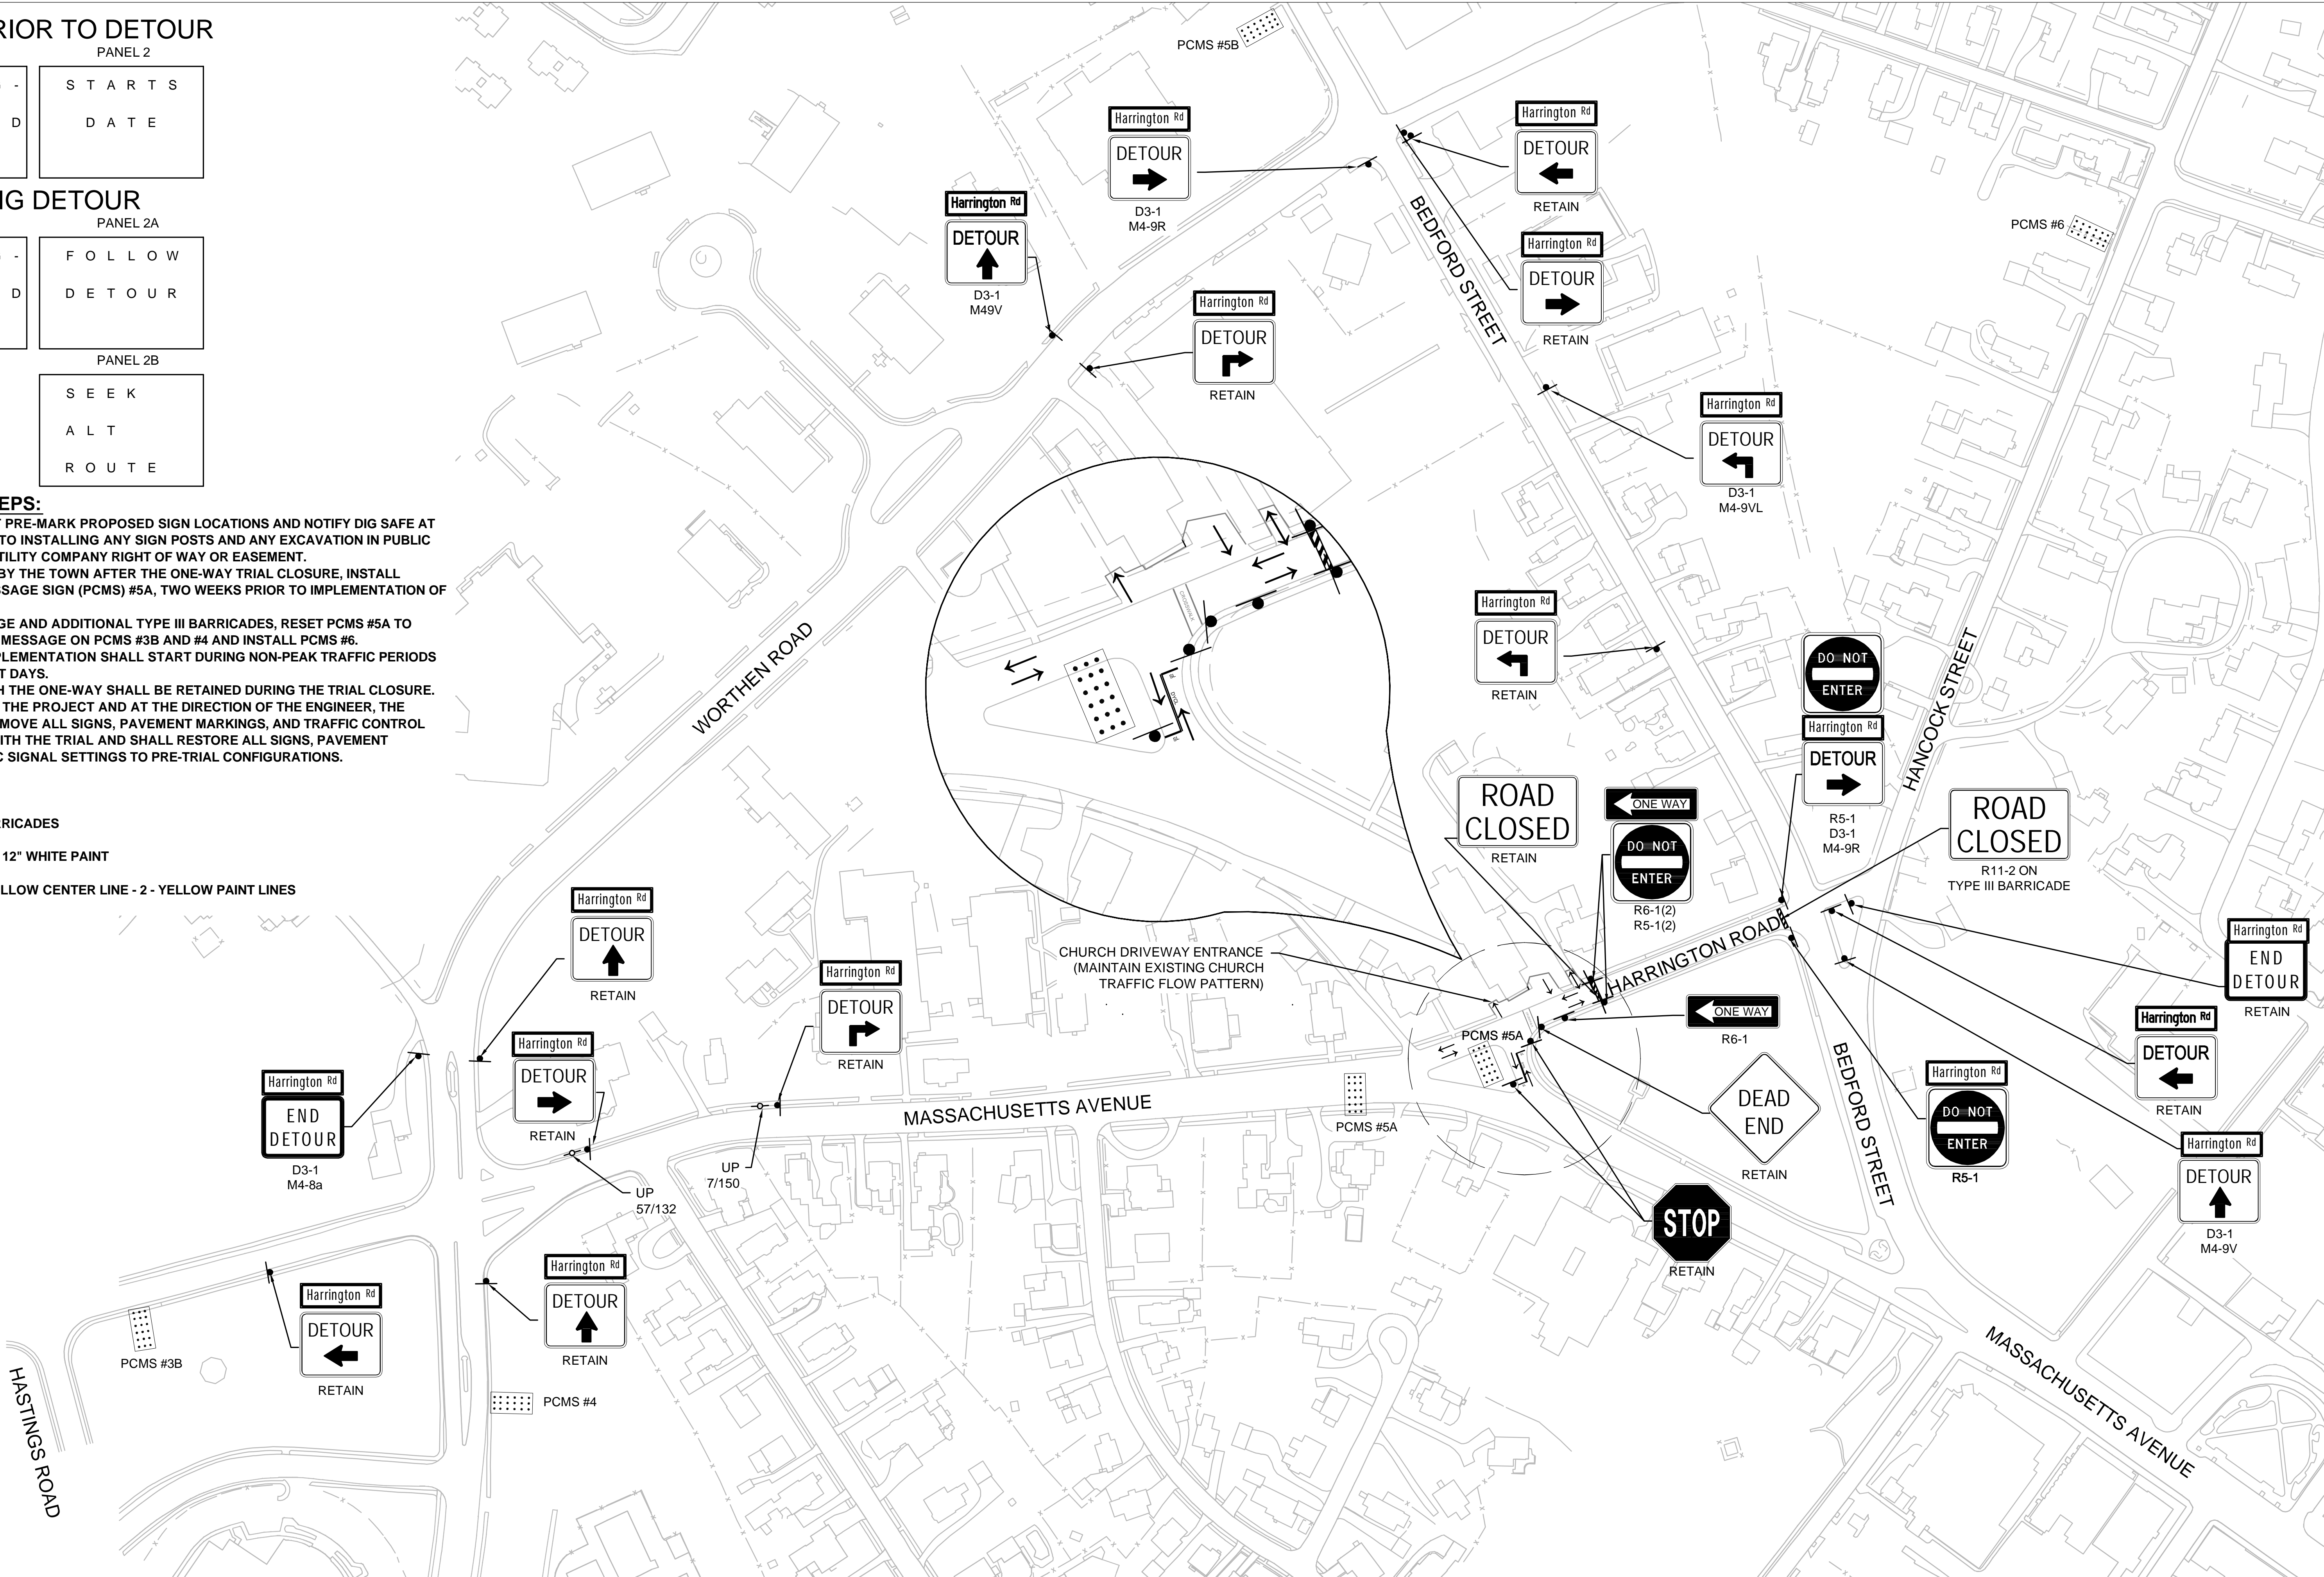 RIOR TO DETOUR
PANEL 2
-
D
S T A R T S
D A T E
NG DETOUR
PANEL 2A
-
D
F O L L O W
D E T O U R
PANEL 2B
S E E K
A L T
R O U T E
EPS:
PRE-MARK PROPOSED SIGN LOCATIONS AND NOTIFY DIG SAFE AT
TO INSTALLING ANY SIGN POSTS AND ANY EXCAVATION IN PUBLIC
TILITY COMPANY RIGHT OF WAY OR EASEMENT.
BY THE TOWN AFTER THE ONE-WAY TRIAL CLOSURE, INSTALL
SSAGE SIGN (PCMS) #5A, TWO WEEKS PRIOR TO IMPLEMENTATION OF
GE AND ADDITIONAL TYPE III BARRICADES, RESET PCMS #5A TO
MESSAGE ON PCMS #3B AND #4 AND INSTALL PCMS #6.
PLEMENTATION SHALL START DURING NON-PEAK TRAFFIC PERIODS
T DAYS.
H THE ONE-WAY SHALL BE RETAINED DURING THE TRIAL CLOSURE.
THE PROJECT AND AT THE DIRECTION OF THE ENGINEER, THE
MOVE ALL SIGNS, PAVEMENT MARKINGS, AND TRAFFIC CONTROL
ITH THE TRIAL AND SHALL RESTORE ALL SIGNS, PAVEMENT
C SIGNAL SETTINGS TO PRE-TRIAL CONFIGURATIONS.
RRICADES
12" WHITE PAINT
LLOW CENTER LINE - 2 - YELLOW PAINT LINES
PCMS #5B
Harrington Rd
DETOUR
D3-1
M4-9R
Harrington Rd
DETOUR
RETAIN
Harrington Rd
DETOUR
D3-1
M49V
Harrington Rd
DETOUR
RETAIN
PCMS #6
BEDFORD STREET
Harrington Rd
DETOUR
RETAIN
Harrington Rd
DETOUR
D3-1
M4-9VL
CROSSWALK
SL
DYCL
SL
WORTHEN ROAD
Harrington Rd
DETOUR
RETAIN
DO NOT
ENTER
Harrington Rd
DETOUR
R5-1
D3-1
M4-9R
HANCOCK STREET
ROAD
CLOSED
RETAIN
ONE WAY
DO NOT
ENTER
R6-1(2)
R5-1(2)
ROAD
CLOSED
R11-2 ON
TYPE III BARRICADE
Harrington Rd
DETOUR
RETAIN
CHURCH DRIVEWAY ENTRANCE
(MAINTAIN EXISTING CHURCH
TRAFFIC FLOW PATTERN)
HARRINGTON ROAD
Harrington Rd
END
DETOUR
RETAIN
Harrington Rd
DETOUR
RETAIN
ONE WAY
R6-1
Harrington Rd
DETOUR
RETAIN
PCMS #5A
Harrington Rd
DETOUR
RETAIN
Harrington Rd
END
DETOUR
D3-1
M4-8a
MASSACHUSETTS AVENUE
PCMS #5A
DEAD
END
RETAIN
BEDFORD STREET
Harrington Rd
DO NOT
ENTER
R5-1
Harrington Rd
DETOUR
D3-1
M4-9V
UP
7/150
UP
57/132
STOP
RETAIN
Harrington Rd
DETOUR
RETAIN
Harrington Rd
DETOUR
RETAIN
PCMS #3B
PCMS #4
HASTINGS ROAD
MASSACHUSETTS AVENUE